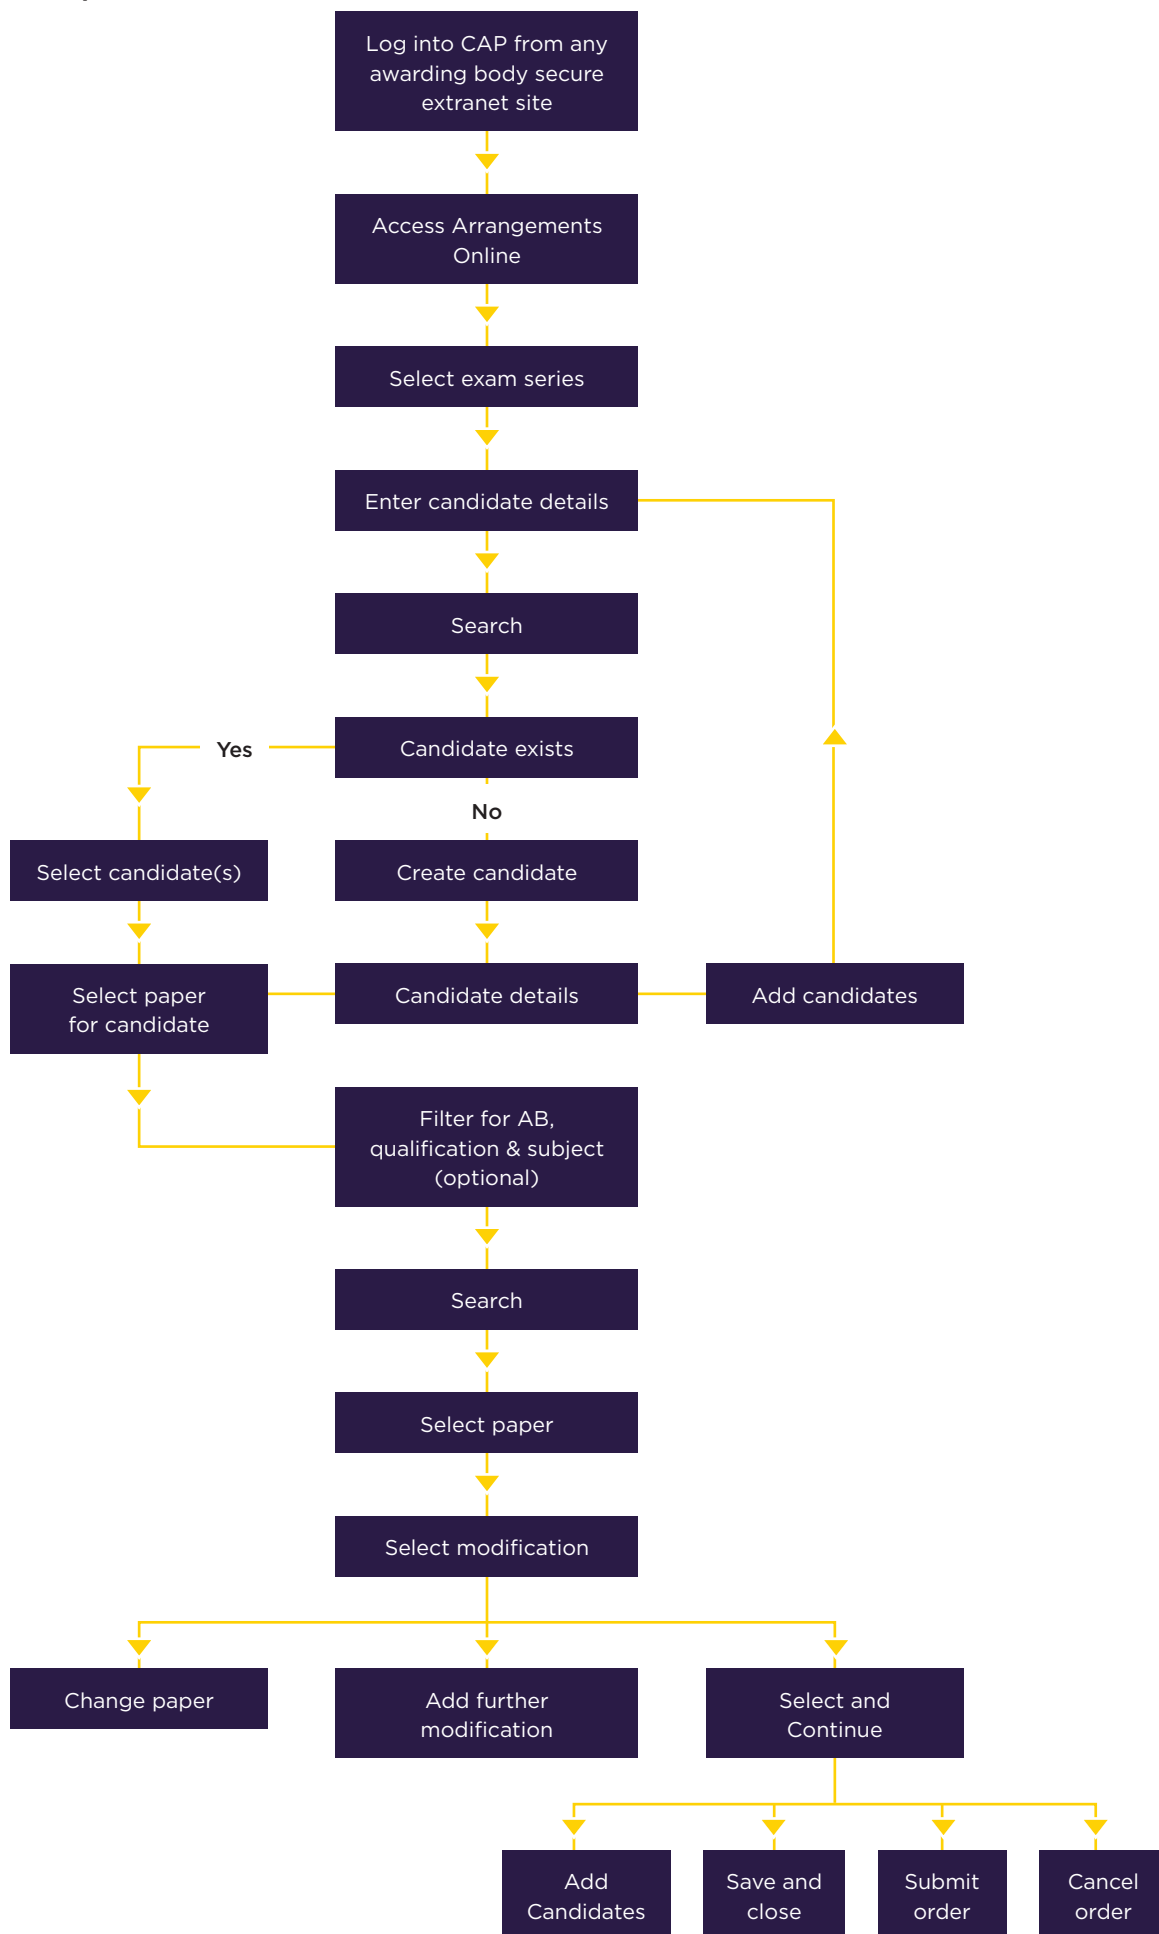 Log into CAP from any
awarding body secure
extranet site
Access Arrangements
Online
Select exam series
Enter candidate details
Search
Candidate exists
Yes
No
Select candidate(s)
Create candidate
Select paper
for candidate
Candidate details
Add candidates
Filter for AB,
qualification & subject
(optional)
Search
Select paper
Select modification
Change paper
Add further
modification
Select and
Continue
Add
Candidates
Save and
close
Submit
order
Cancel
order